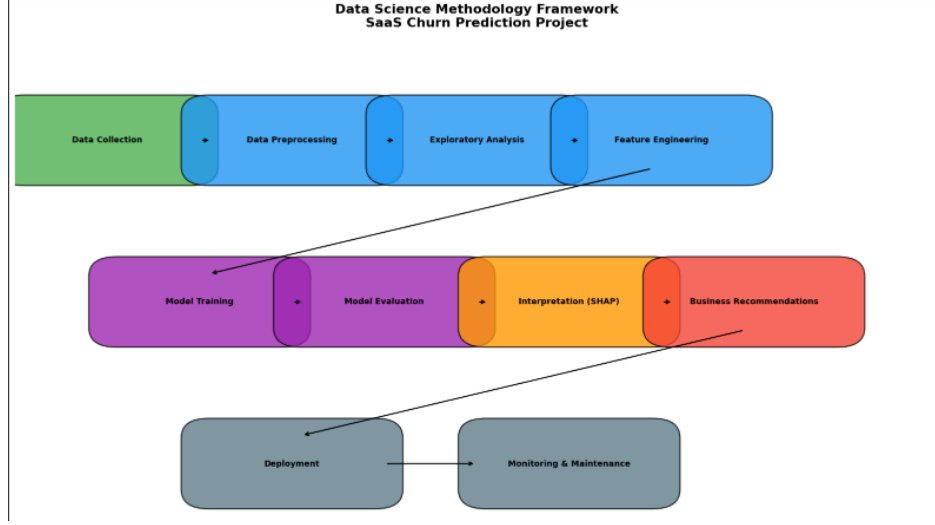 Data Science Methodology Framework
SaaS Churn Prediction Project
Data Collection
Data Preprocessing
Exploratory Analysis
Feature Engineering
Model Training
Model Evaluation
Interpretation (SHAP)
Business Recommendations
Deployment
Monitoring & Maintenance